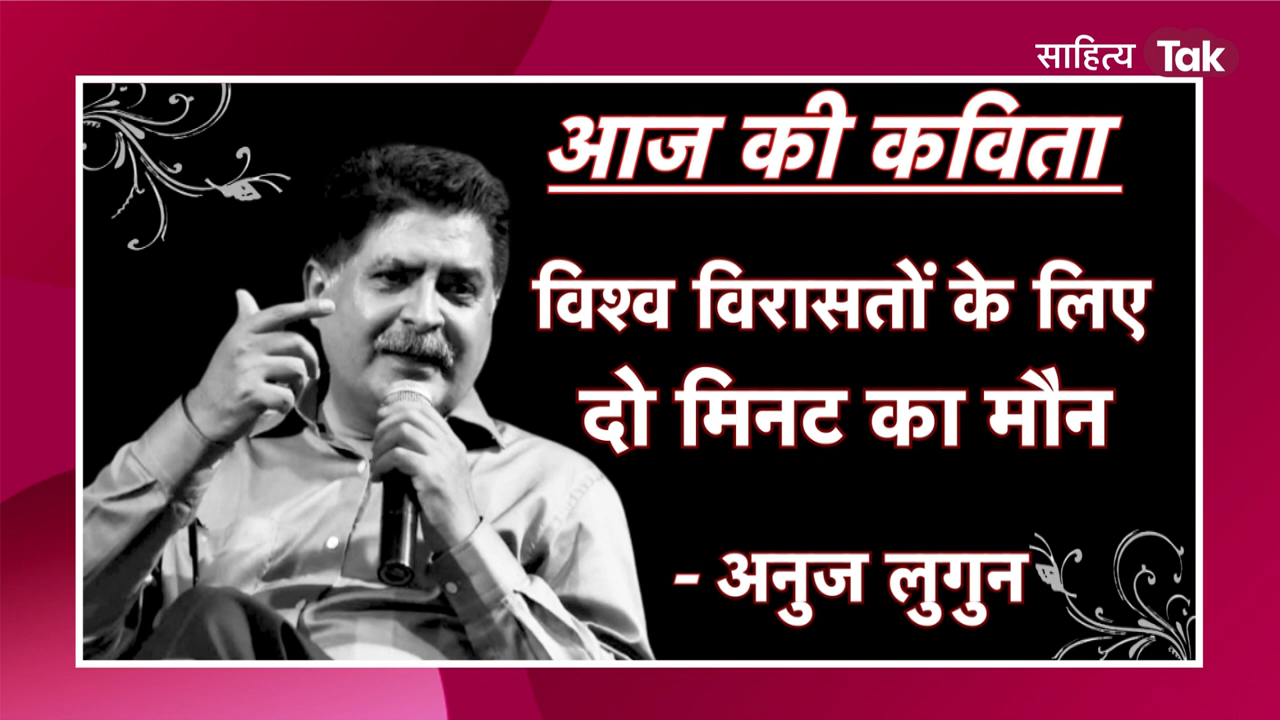 साहित्य Tak
आज की कविता
विश्व विरासतों के लिए
दो मिनट का मौन
- अनुज लुगुन